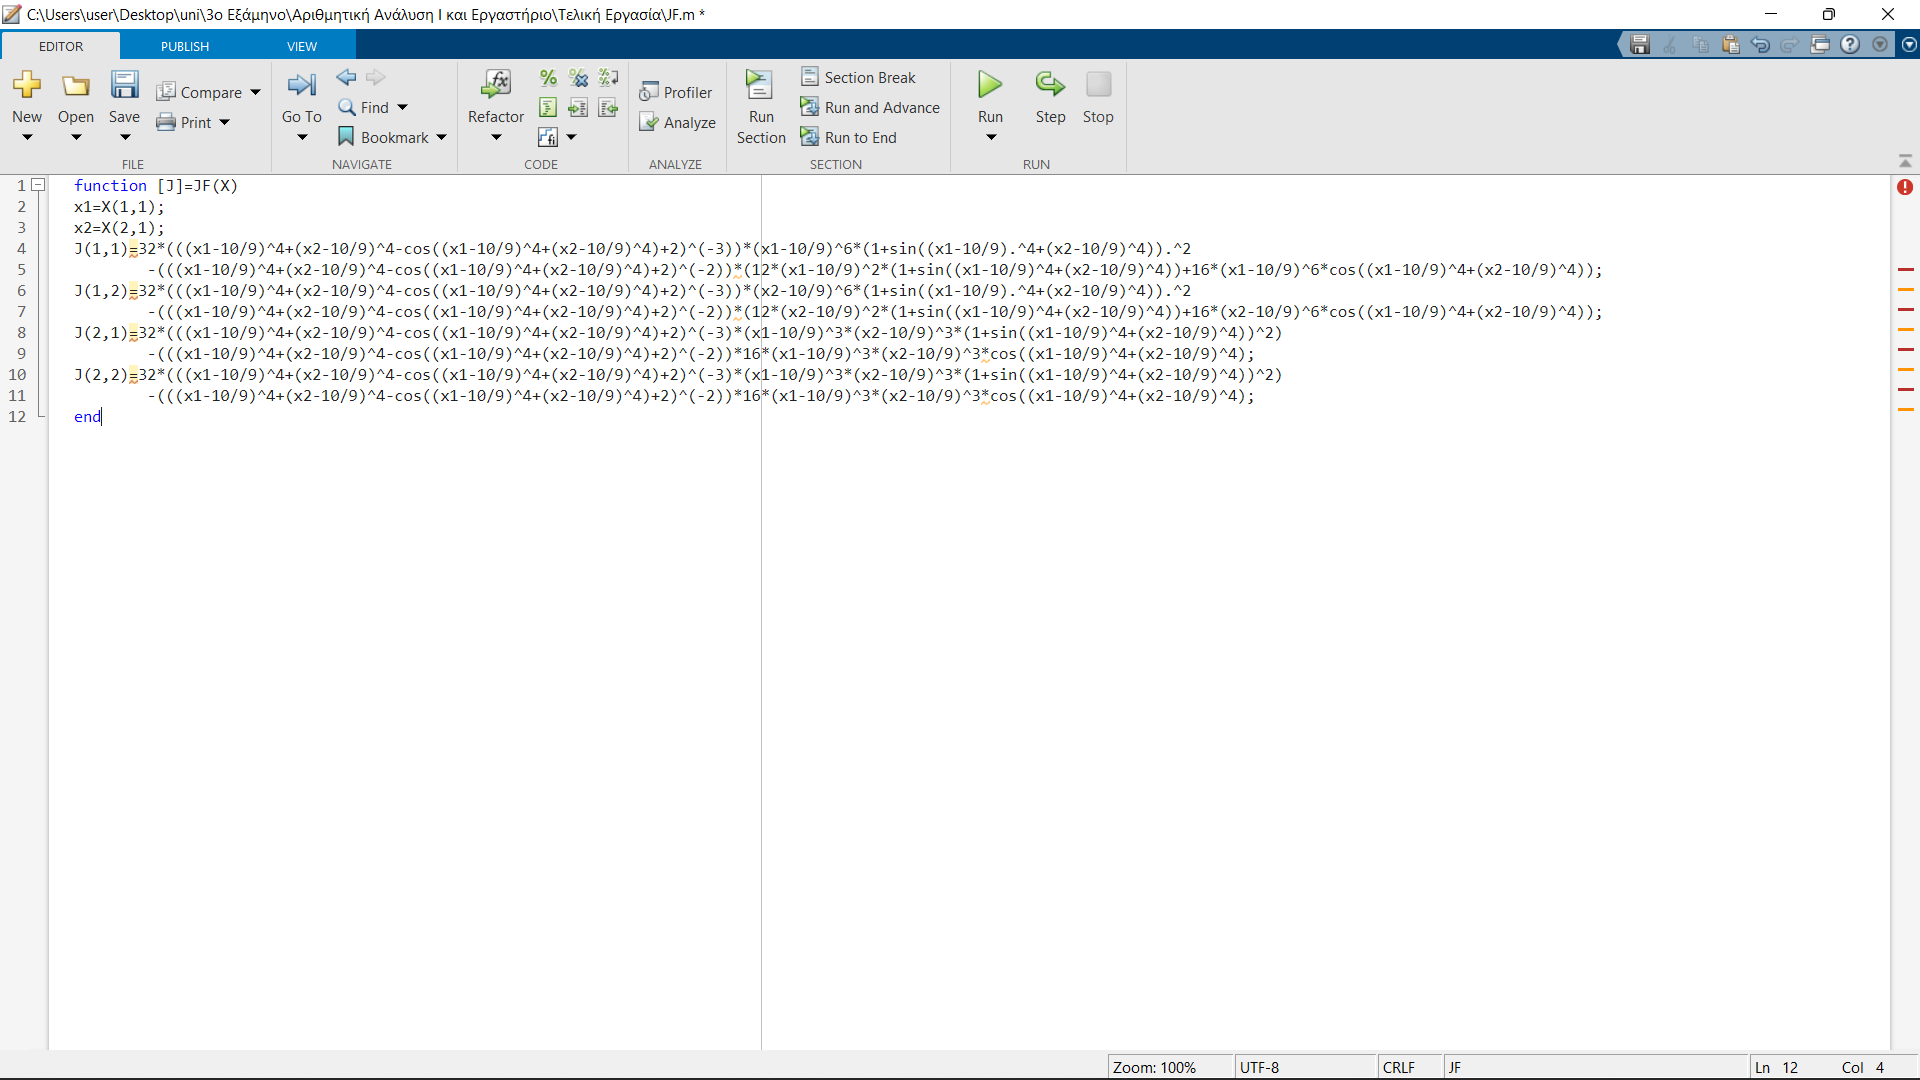 C:\Users\user\Desktop\uni\3ο Εξάμηνο\Αριθμητική Ανάλυση Ι και Εργαστήριο\Τελική Εργασία\JF.m *
EDITOR PUBLISH VIEW
New Open Save Compare Print FILE
Go To Find Bookmark NAVIGATE
Refactor CODE
Profiler Analyze ANALYZE
Run Section Section Break Run and Advance Run to End SECTION
Run Step Stop RUN
1 function [J]=JF(X)
2 x1=X(1,1);
3 x2=X(2,1);
4 J(1,1)=32*(((x1-10/9)^4+(x2-10/9)^4-cos((x1-10/9)^4+(x2-10/9)^4)+2)^(-3))*(x1-10/9)^6*(1+sin((x1-10/9).^4+(x2-10/9)^4)).^2
5 -(((x1-10/9)^4+(x2-10/9)^4-cos((x1-10/9)^4+(x2-10/9)^4)+2)^(-2))*(12*(x1-10/9)^2*(1+sin((x1-10/9)^4+(x2-10/9)^4))+16*(x1-10/9)^6*cos((x1-10/9)^4+(x2-10/9)^4));
6 J(1,2)=32*(((x1-10/9)^4+(x2-10/9)^4-cos((x1-10/9)^4+(x2-10/9)^4)+2)^(-3))*(x2-10/9)^6*(1+sin((x1-10/9).^4+(x2-10/9)^4)).^2
7 -(((x1-10/9)^4+(x2-10/9)^4-cos((x1-10/9)^4+(x2-10/9)^4)+2)^(-2))*(12*(x2-10/9)^2*(1+sin((x1-10/9)^4+(x2-10/9)^4))+16*(x2-10/9)^6*cos((x1-10/9)^4+(x2-10/9)^4));
8 J(2,1)=32*(((x1-10/9)^4+(x2-10/9)^4-cos((x1-10/9)^4+(x2-10/9)^4)+2)^(-3)*(x1-10/9)^3*(x2-10/9)^3*(1+sin((x1-10/9)^4+(x2-10/9)^4))^2)
9 -(((x1-10/9)^4+(x2-10/9)^4-cos((x1-10/9)^4+(x2-10/9)^4)+2)^(-2))*16*(x1-10/9)^3*(x2-10/9)^3*cos((x1-10/9)^4+(x2-10/9)^4);
10 J(2,2)=32*(((x1-10/9)^4+(x2-10/9)^4-cos((x1-10/9)^4+(x2-10/9)^4)+2)^(-3)*(x1-10/9)^3*(x2-10/9)^3*(1+sin((x1-10/9)^4+(x2-10/9)^4))^2)
11 -(((x1-10/9)^4+(x2-10/9)^4-cos((x1-10/9)^4+(x2-10/9)^4)+2)^(-2))*16*(x1-10/9)^3*(x2-10/9)^3*cos((x1-10/9)^4+(x2-10/9)^4);
12 end
Zoom: 100% UTF-8 CRLF JF Ln 12 Col 4